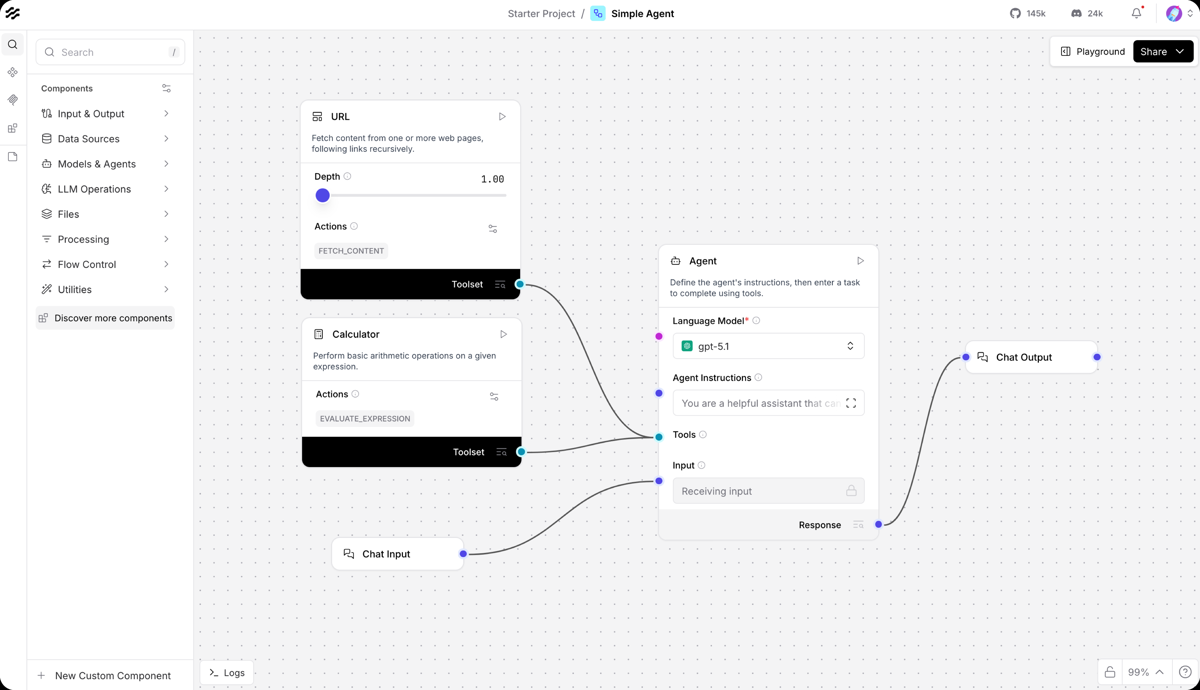 Starter Project / Simple Agent
145k
24k
Search /
Playground
Share
Components
Input & Output
Data Sources
Models & Agents
LLM Operations
Files
Processing
Flow Control
Utilities
Discover more components
New Custom Component
URL
Fetch content from one or more web pages,
following links recursively.
Depth 1.00
Actions
FETCH_CONTENT
Toolset
Calculator
Perform basic arithmetic operations on a given
expression.
Actions
EVALUATE_EXPRESSION
Toolset
Chat Input
Agent
Define the agent's instructions, then enter a task
to complete using tools.
Language Model*
gpt-5.1
Agent Instructions
You are a helpful assistant that can
Tools
Input
Receiving input
Response
Chat Output
>_ Logs
99%